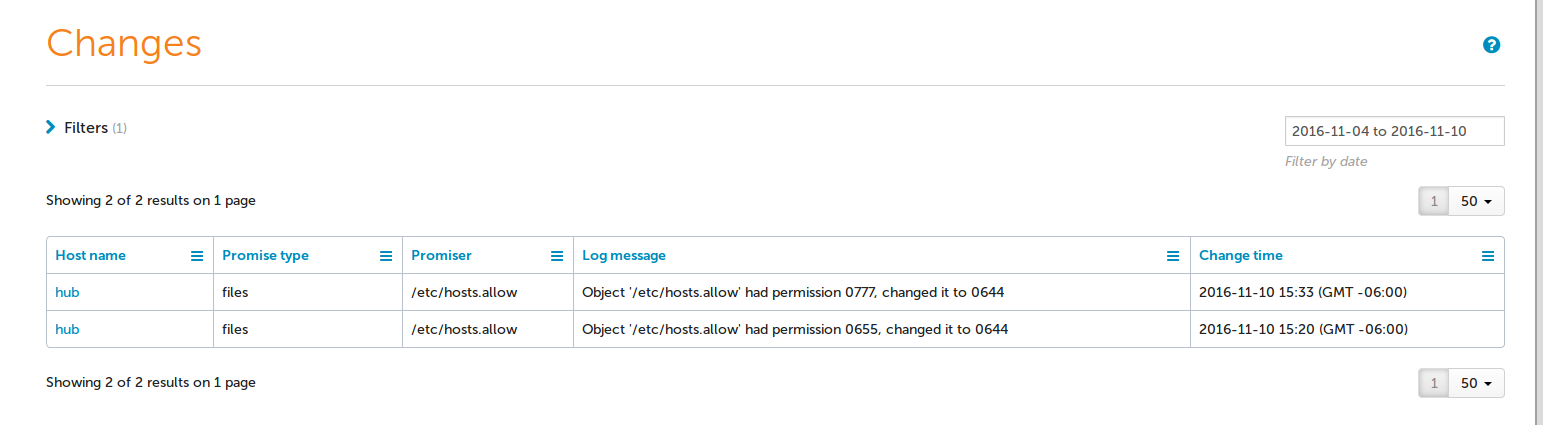 Changes
?
Filters (1)
2016-11-04 to 2016-11-10
Filter by date
Showing 2 of 2 results on 1 page
1 50
Host name Promise type Promiser Log message Change time
hub files /etc/hosts.allow Object '/etc/hosts.allow' had permission 0777, changed it to 0644 2016-11-10 15:33 (GMT -06:00)
hub files /etc/hosts.allow Object '/etc/hosts.allow' had permission 0655, changed it to 0644 2016-11-10 15:20 (GMT -06:00)
Showing 2 of 2 results on 1 page
1 50